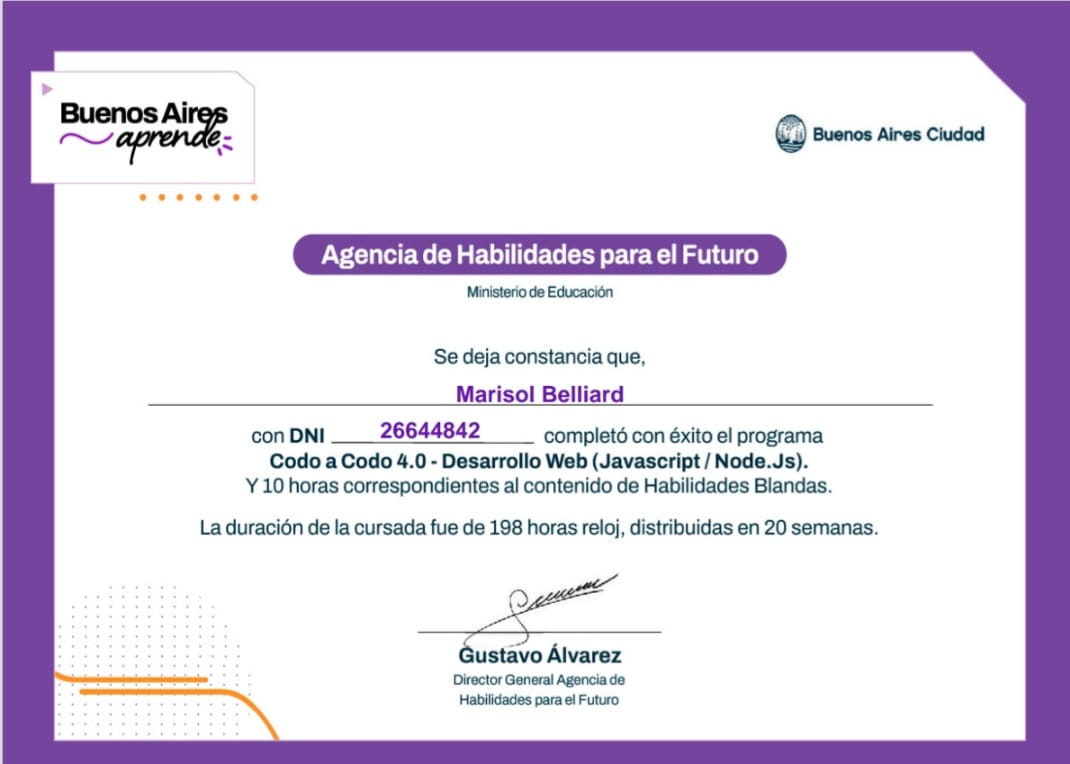 Buenos Aires
aprende
Buenos Aires Ciudad
Agencia de Habilidades para el Futuro
Ministerio de Educación
Se deja constancia que,
Marisol Belliard
con DNI 26644842 completó con éxito el programa
Codo a Codo 4.0 - Desarrollo Web (Javascript / Node.Js).
Y 10 horas correspondientes al contenido de Habilidades Blandas.
La duración de la cursada fue de 198 horas reloj, distribuidas en 20 semanas.
Gustavo Álvarez
Director General Agencia de
Habilidades para el Futuro